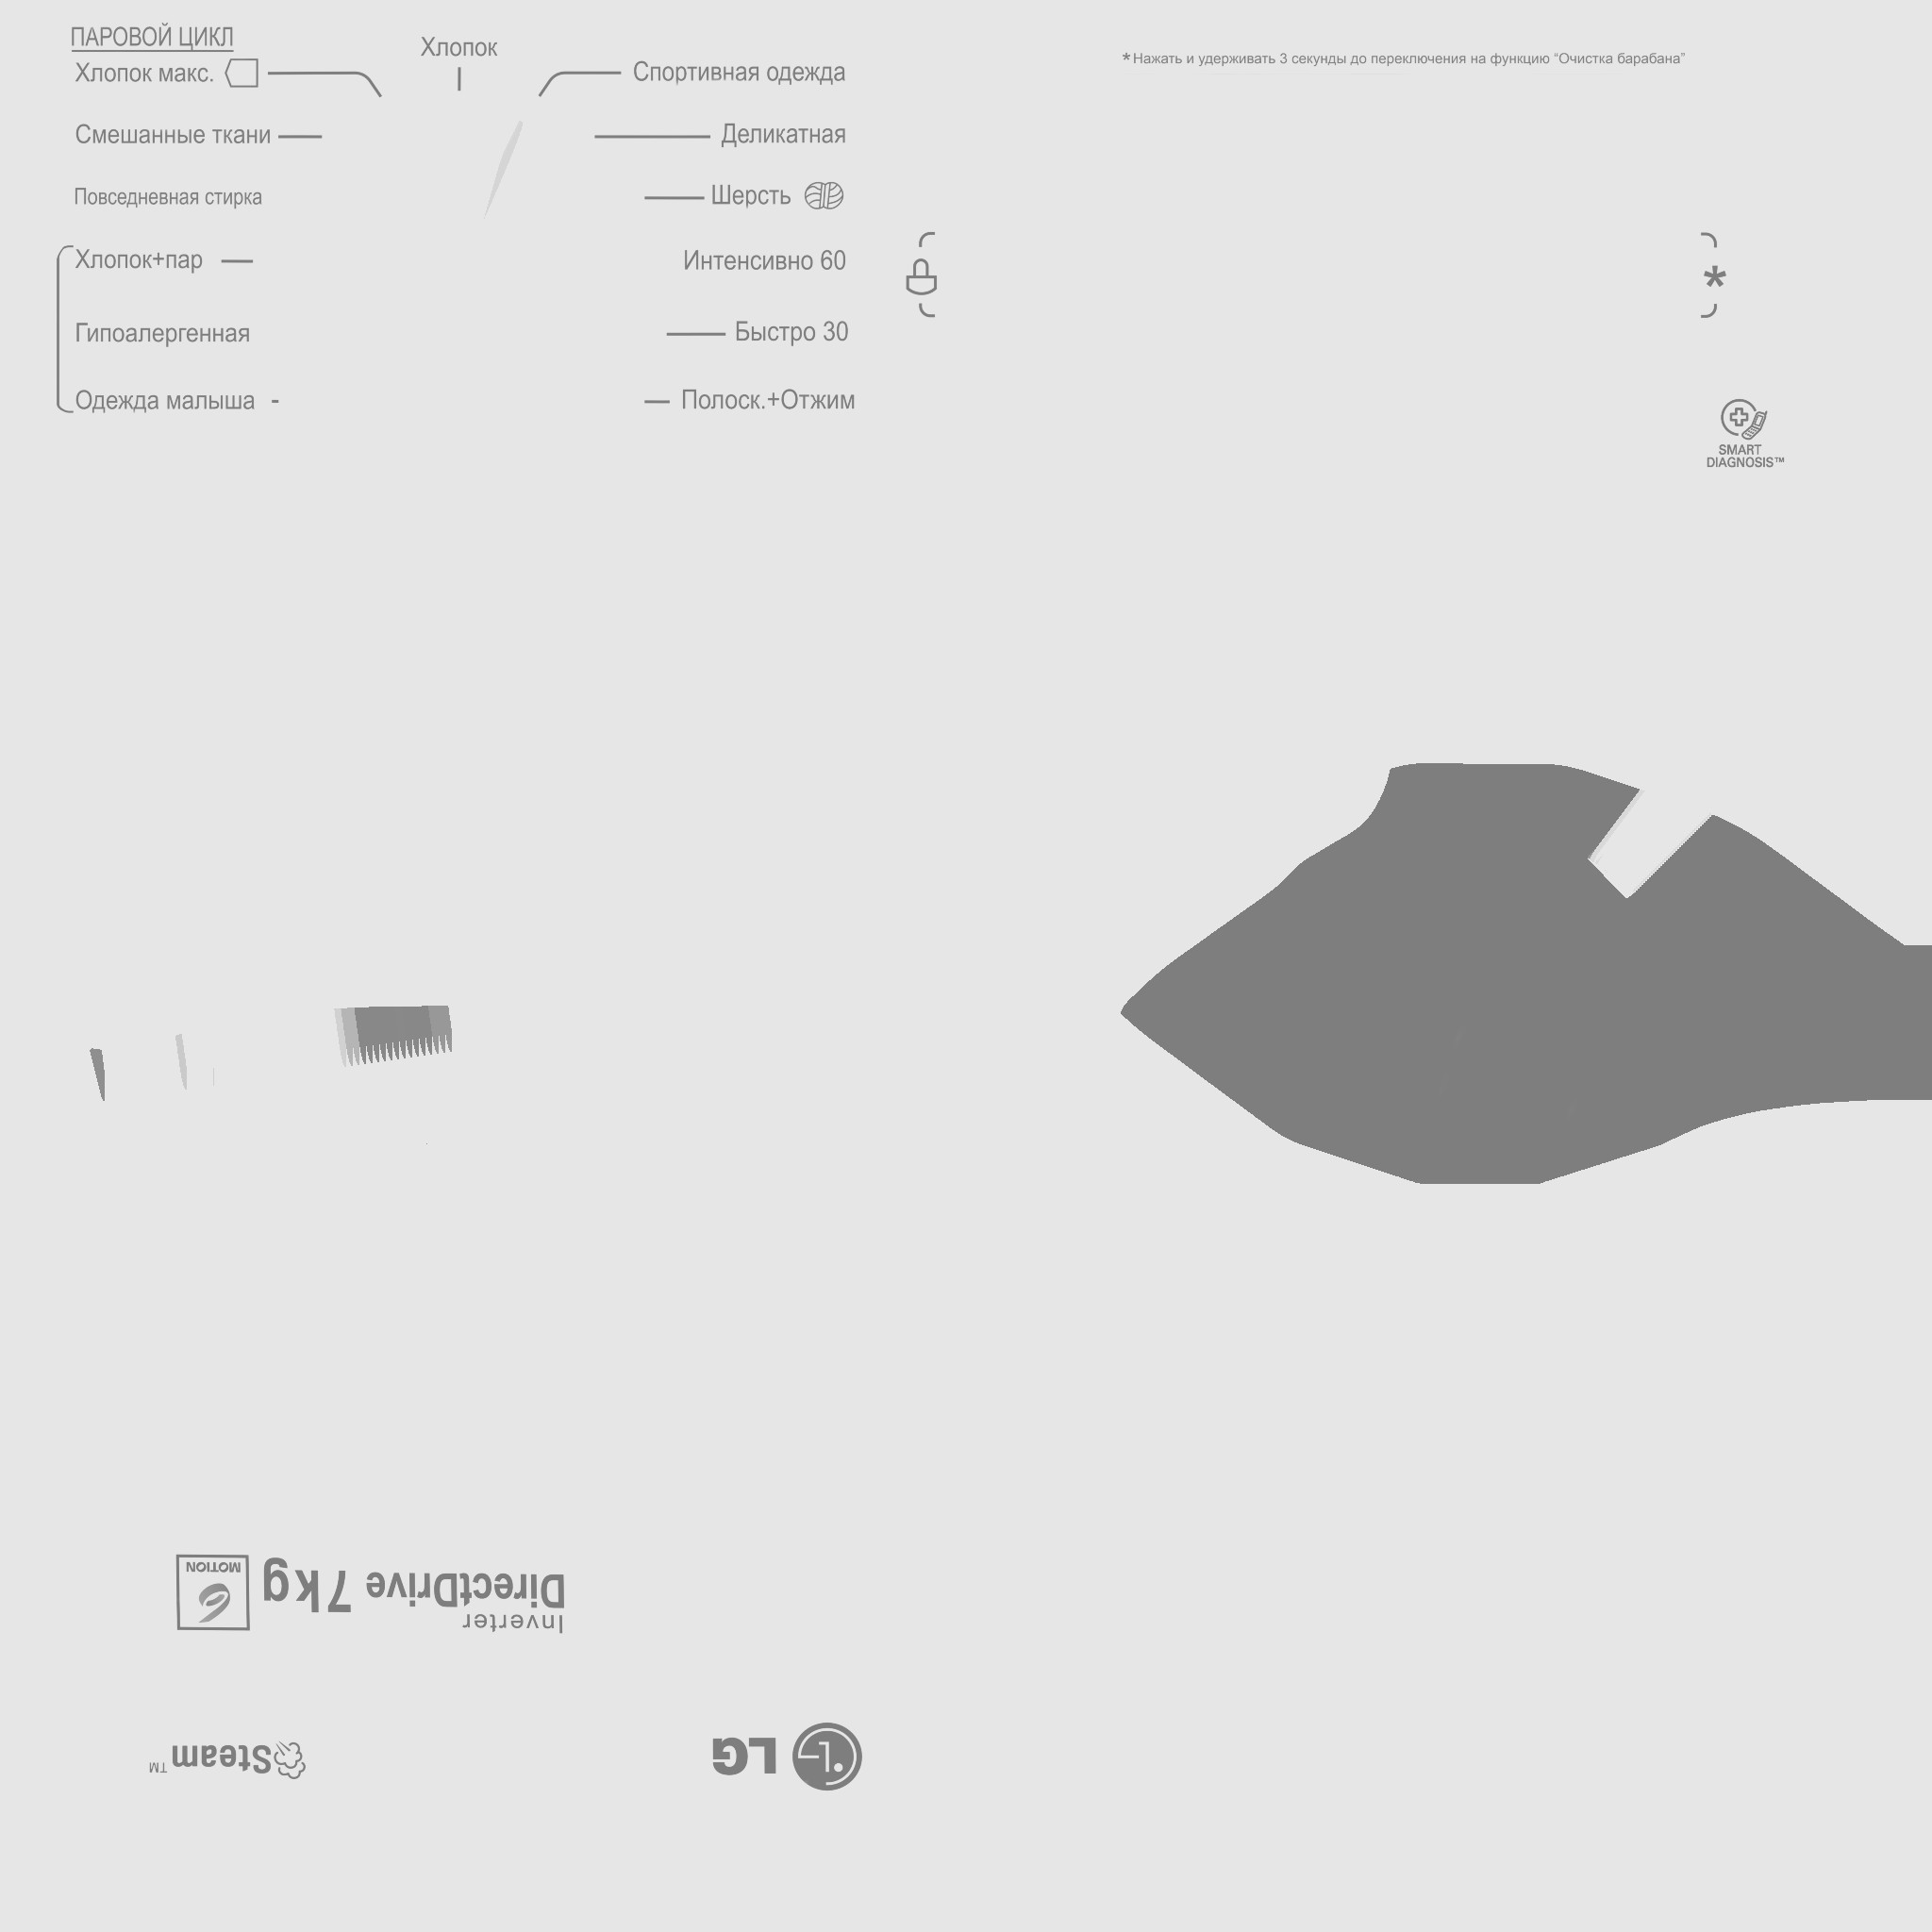 ПАРОВОЙ ЦИКЛ
Хлопок
Хлопок макс.
Спортивная одежда
Смешанные ткани
Деликатная
Повседневная стирка
Шерсть
Хлопок+пар
Интенсивно 60
Гипоалергенная
Быстро 30
Одежда малыша
Полоск.+Отжим
*Нажать и удерживать 3 секунды до переключения на функцию “Очистка барабана”
*
SMART
DIAGNOSIS™
Inverter
DirectDrive 7kg
6 MOTION
Steam™
LG